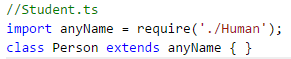 //Student.ts
import anyName = require('./Human');
class Person extends anyName { }